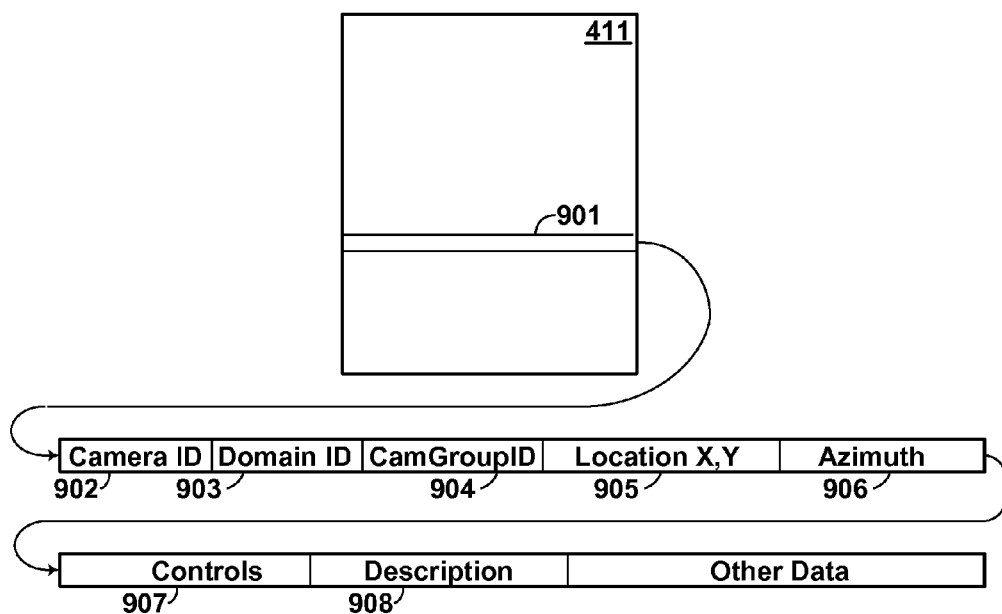 411
901
Camera ID Domain ID CamGroupID Location X,Y Azimuth
902 903 904 905 906
Controls Description Other Data
907 908